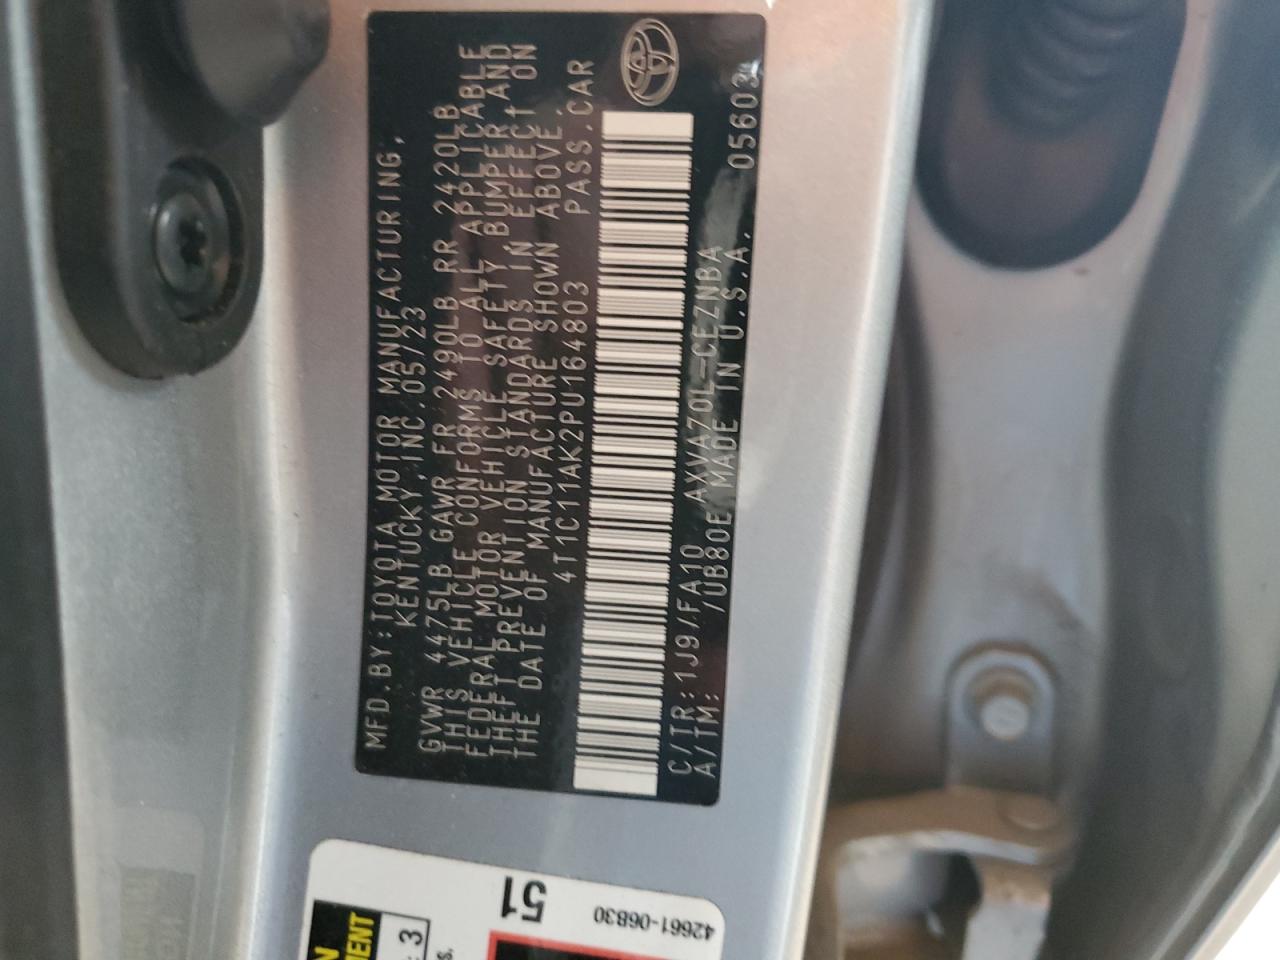 MFD.BY:TOYOTA MOTOR MANUFACTURING,
KENTUCKY,INC. 05/23
GVWR 4475LB GAWR FR 2490LB RR 2420LB
THIS VEHICLE CONFORMS TO ALL APPLICABLE
FEDERAL MOTOR VEHICLE SAFETY, BUMPER, AND
THEFT PREVENTION STANDARDS IN EFFECT ON
THE DATE OF MANUFACTURE SHOWN ABOVE.
4T1C11AK2PU164803 PASS.CAR
C/TR:1J9/FA10 AXVA70L-CEZNBA
A/TM: /UB80E MADE IN U.S.A. 05603
51
42661-06B30
3